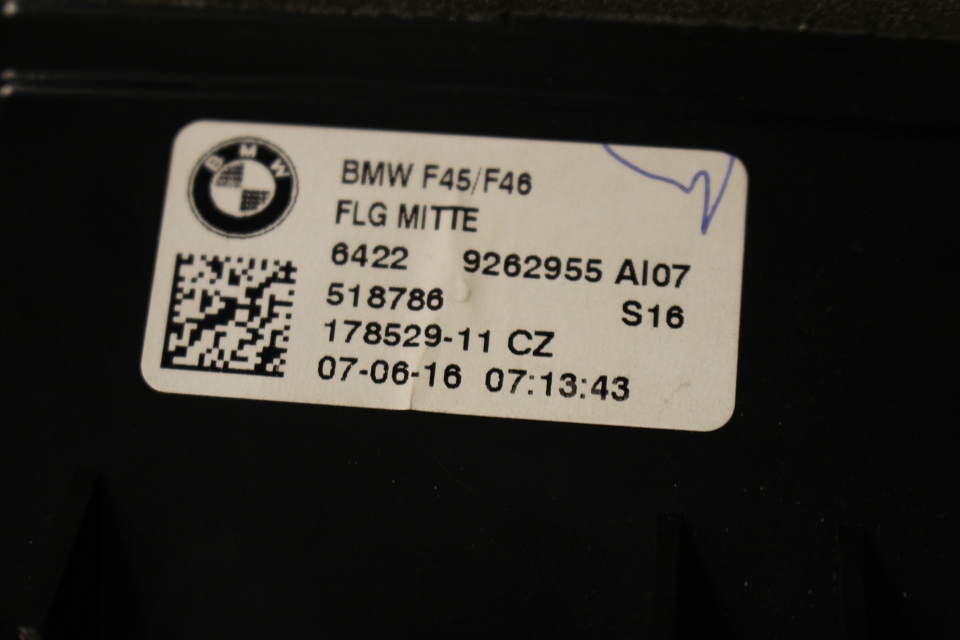 BMW
BMW F45/F46
FLG MITTE
6422 9262955 AI07
518786 S16
178529-11 CZ
07-06-16 07:13:43